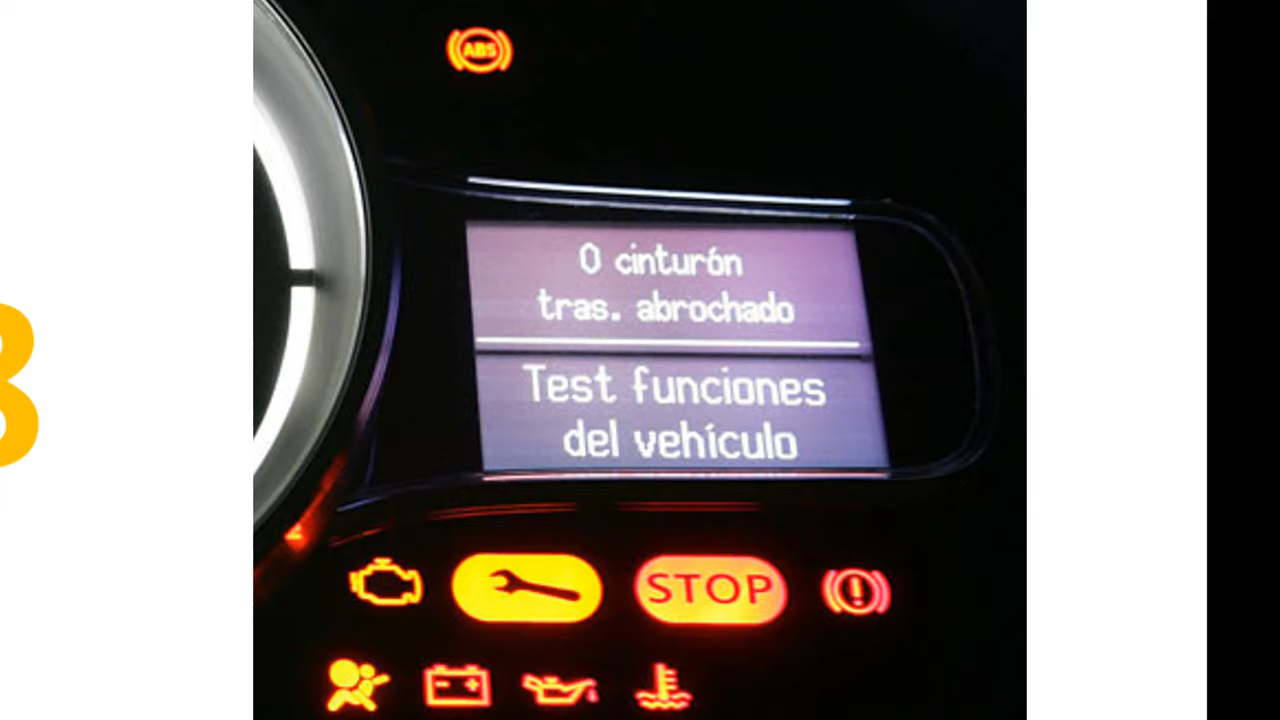 ABS
0 cinturón
tras. abrochado
Test funciones
del vehículo
STOP